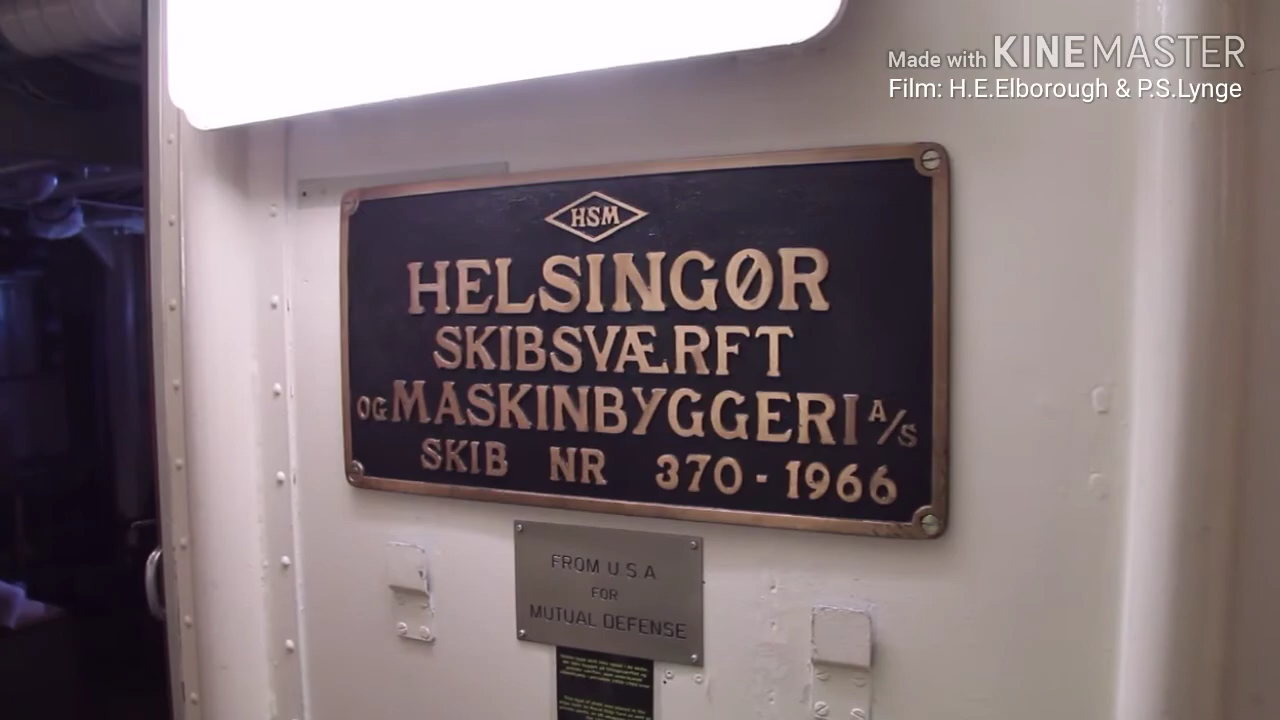 Made with KINEMASTER
Film: H.E.Elborough & P.S.Lynge
HSM
HELSINGØR
SKIBSVÆRFT
OG MASKINBYGGERI A/S
SKIB NR 370 - 1966
FROM U.S.A
FOR
MUTUAL DEFENSE